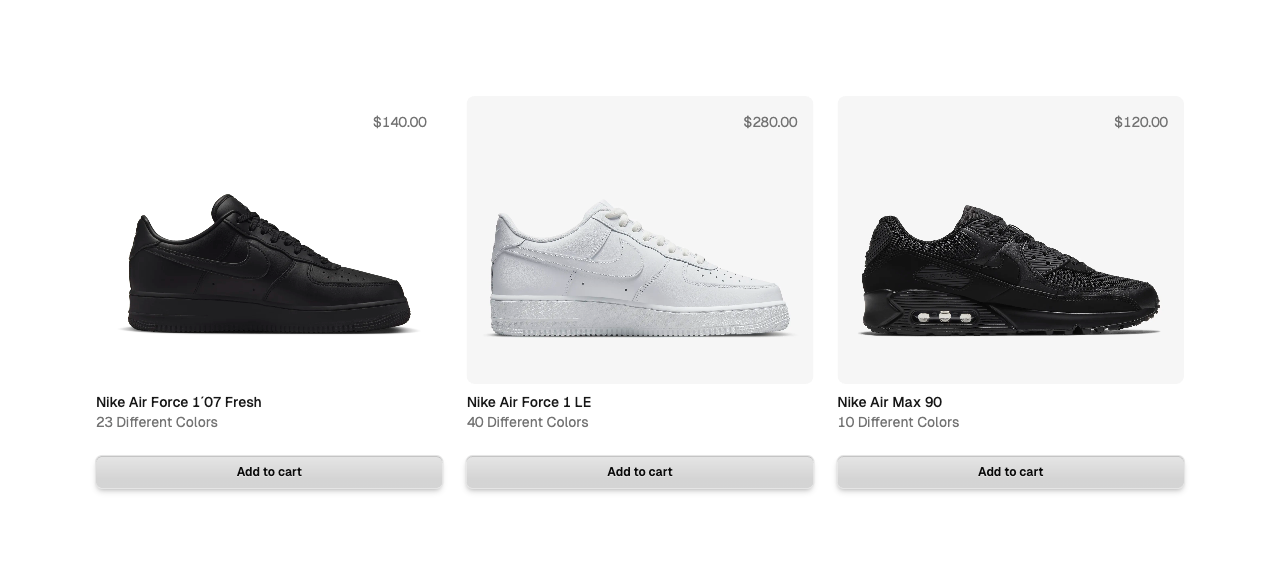 $140.00
$280.00
$120.00
Nike Air Force 1´07 Fresh
23 Different Colors
Nike Air Force 1 LE
40 Different Colors
Nike Air Max 90
10 Different Colors
Add to cart
Add to cart
Add to cart